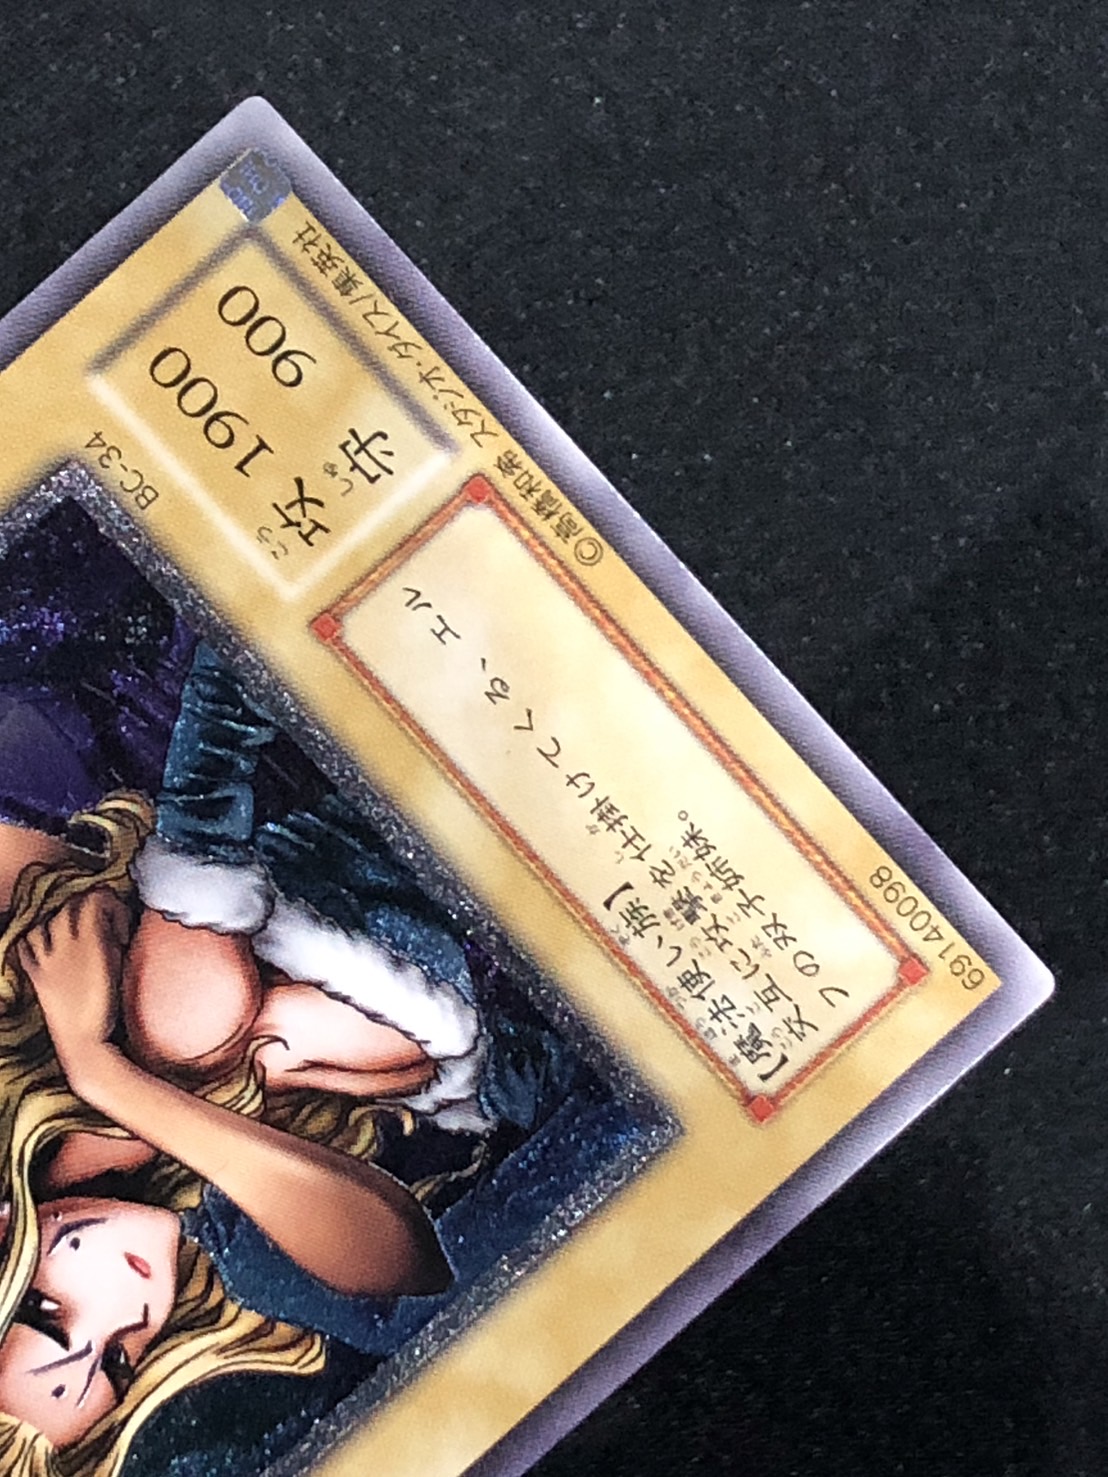 BC-34
【魔法使い族】
交互に攻撃を仕掛けてくる、エル
フの双子姉妹。
攻 1900
守 900
69140098
©高橋和希 スタジオ・ダイス/集英社